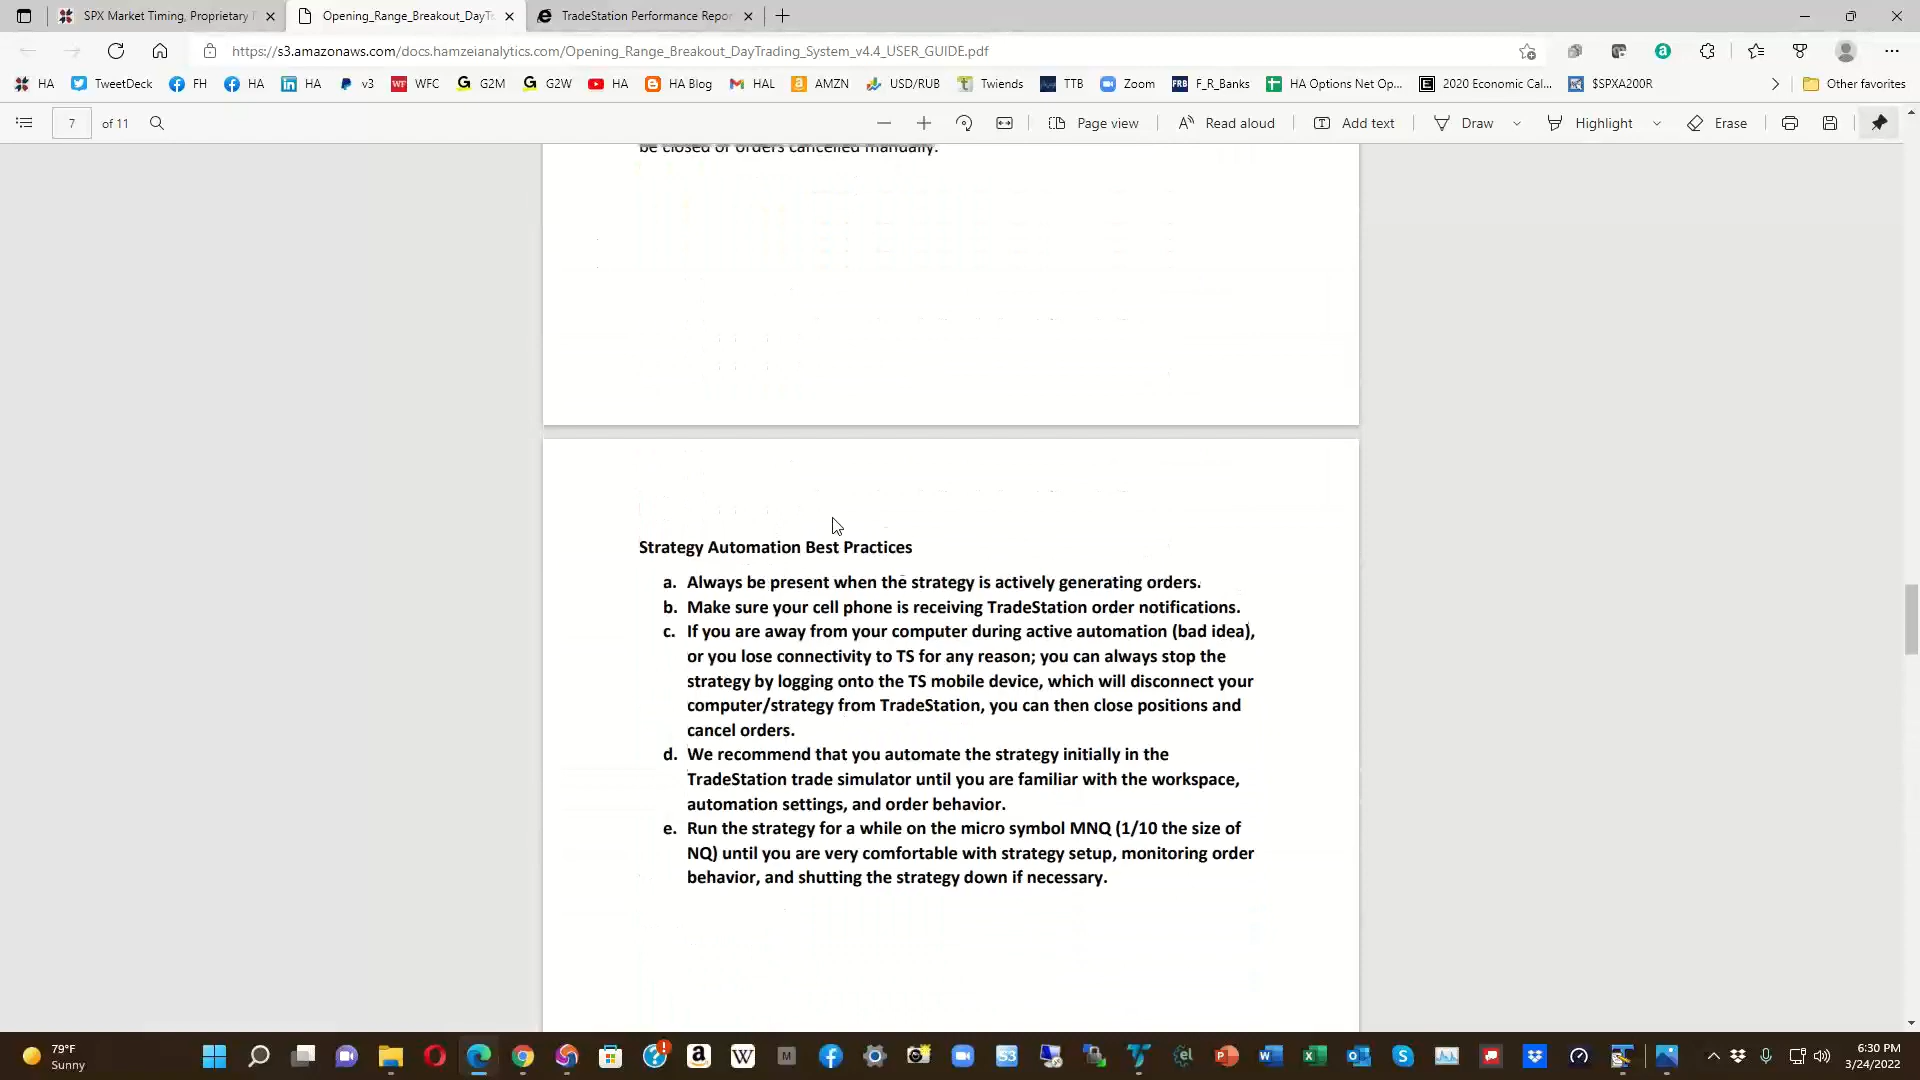 SPX Market Timing, Proprietary
Opening_Range_Breakout_DayT
TradeStation Performance Repor
https://s3.amazonaws.com/docs.hamzeianalytics.com/Opening_Range_Breakout_DayTrading_System_v4.4_USER_GUIDE.pdf
HA TweetDeck FH HA HA v3 WFC G2M G2W HA HA Blog HAL AMZN USD/RUB Twiends TTB Zoom F_R_Banks HA Options Net Op... 2020 Economic Cal... $SPXA200R Other favorites
7 of 11 Page view Read aloud Add text Draw Highlight Erase
be closed or orders cancelled manually.
Strategy Automation Best Practices
a. Always be present when the strategy is actively generating orders.
b. Make sure your cell phone is receiving TradeStation order notifications.
c. If you are away from your computer during active automation (bad idea),
or you lose connectivity to TS for any reason; you can always stop the
strategy by logging onto the TS mobile device, which will disconnect your
computer/strategy from TradeStation, you can then close positions and
cancel orders.
d. We recommend that you automate the strategy initially in the
TradeStation trade simulator until you are familiar with the workspace,
automation settings, and order behavior.
e. Run the strategy for a while on the micro symbol MNQ (1/10 the size of
NQ) until you are very comfortable with strategy setup, monitoring order
behavior, and shutting the strategy down if necessary.
79°F
Sunny
6:30 PM
3/24/2022